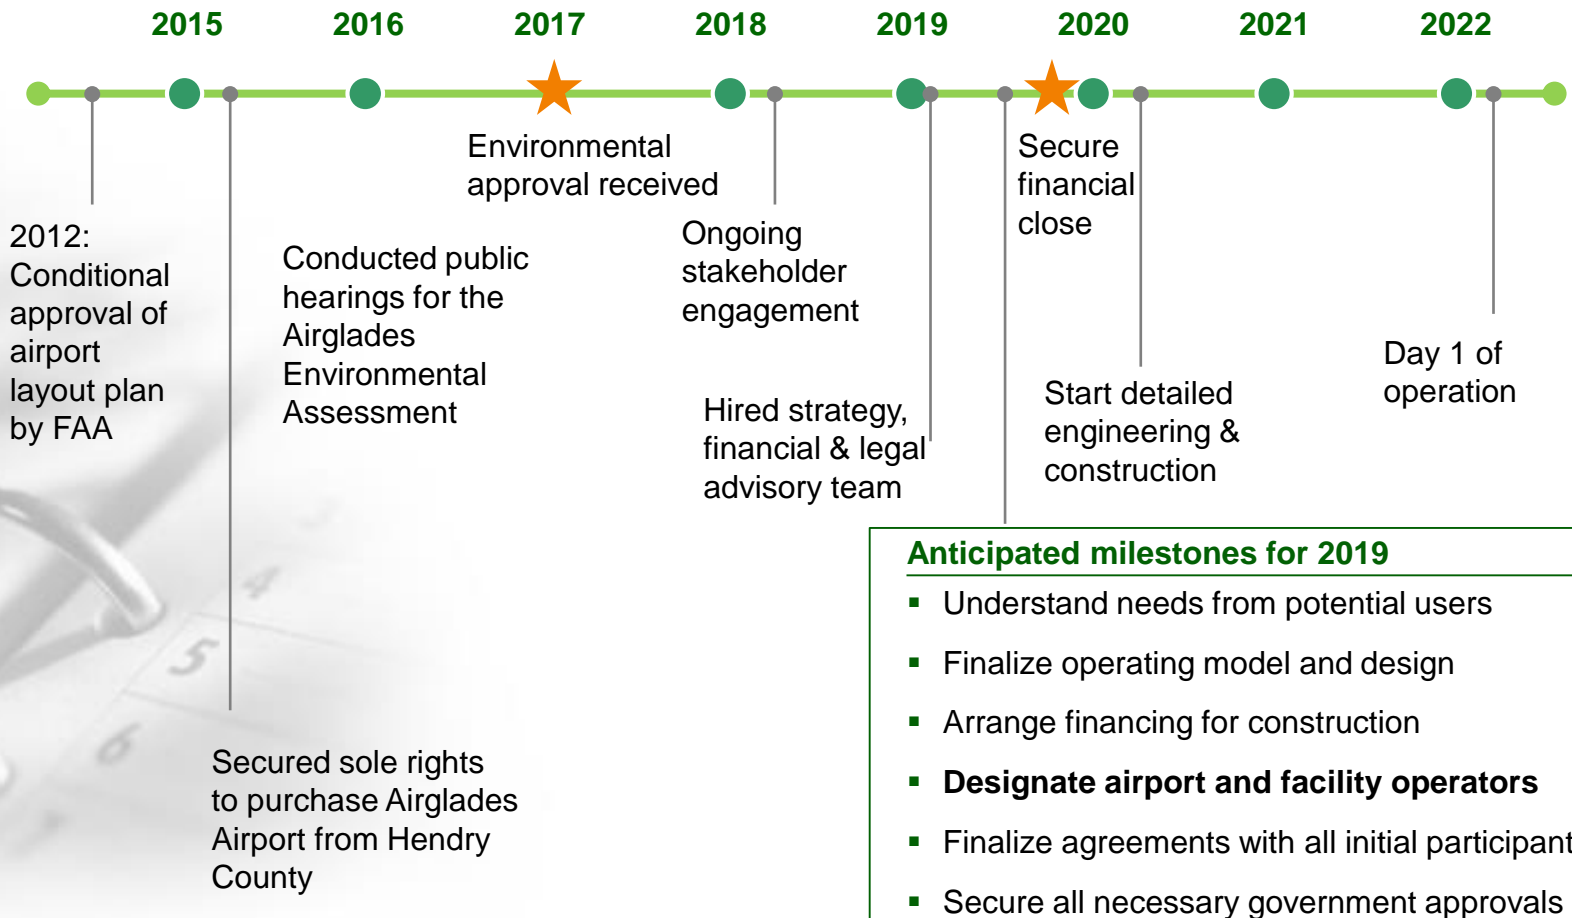 2015 2016 2017 2018 2019 2020 2021 2022
Environmental
approval received
Secure
financial
close
2012:
Conditional
approval of
airport
layout plan
by FAA
Conducted public
hearings for the
Airglades
Environmental
Assessment
Ongoing
stakeholder
engagement
Hired strategy,
financial & legal
advisory team
Start detailed
engineering &
construction
Day 1 of
operation
Secured sole rights
to purchase Airglades
Airport from Hendry
County
Anticipated milestones for 2019
▪ Understand needs from potential users
▪ Finalize operating model and design
▪ Arrange financing for construction
▪ Designate airport and facility operators
▪ Finalize agreements with all initial participant
▪ Secure all necessary government approvals
4
5
6